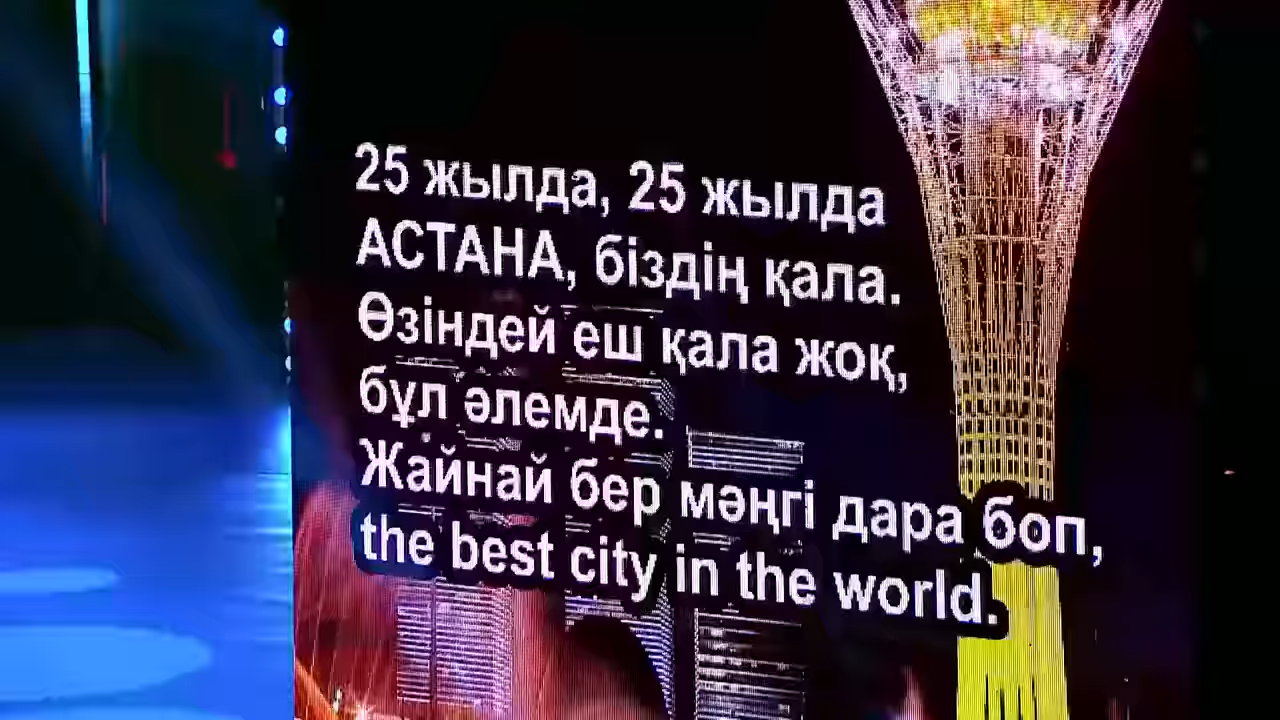 25 жылда, 25 жылда
АСТАНА, біздің қала.
Өзіндей еш қала жоқ,
бұл әлемде.
Жайнай бер мәңгі дара боп,
the best city in the world.